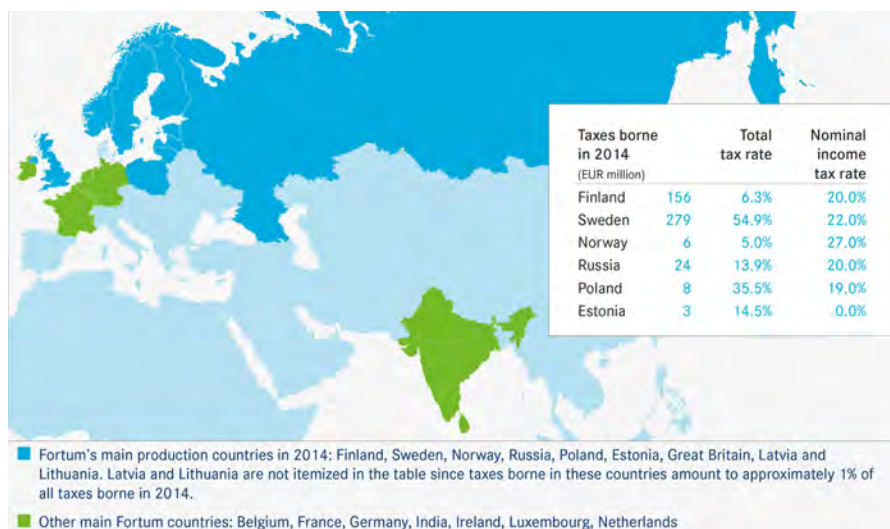 Taxes borne in 2014 (EUR million) Total tax rate Nominal income tax rate
Finland 156 6.3% 20.0%
Sweden 279 54.9% 22.0%
Norway 6 5.0% 27.0%
Russia 24 13.9% 20.0%
Poland 8 35.5% 19.0%
Estonia 3 14.5% 0.0%
Fortum's main production countries in 2014: Finland, Sweden, Norway, Russia, Poland, Estonia, Great Britain, Latvia and
Lithuania. Latvia and Lithuania are not itemized in the table since taxes borne in these countries amount to approximately 1% of
all taxes borne in 2014.
Other main Fortum countries: Belgium, France, Germany, India, Ireland, Luxembourg, Netherlands